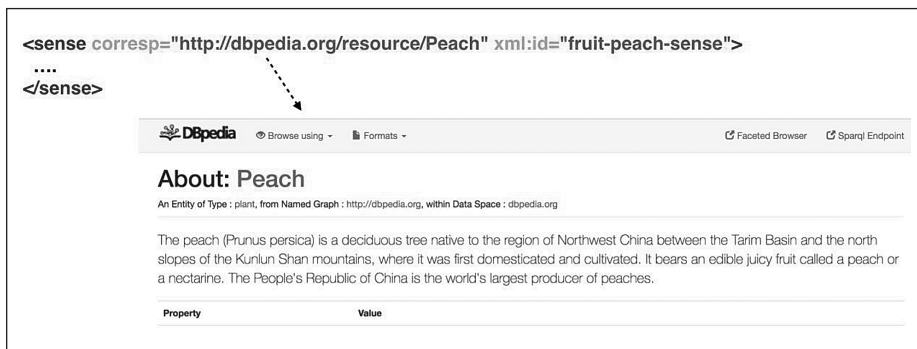 <sense corresp="http://dbpedia.org/resource/Peach" xml:id="fruit-peach-sense">
....
</sense>
DBpedia Browse using Formats Faceted Browser Sparql Endpoint
About: Peach
An Entity of Type : plant, from Named Graph : http://dbpedia.org, within Data Space : dbpedia.org
The peach (Prunus persica) is a deciduous tree native to the region of Northwest China between the Tarim Basin and the north
slopes of the Kunlun Shan mountains, where it was first domesticated and cultivated. It bears an edible juicy fruit called a peach or
a nectarine. The People's Republic of China is the world's largest producer of peaches.
Property Value